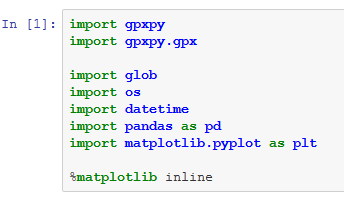 In [1]: import gpxpy
import gpxpy.gpx
import glob
import os
import datetime
import pandas as pd
import matplotlib.pyplot as plt
%matplotlib inline